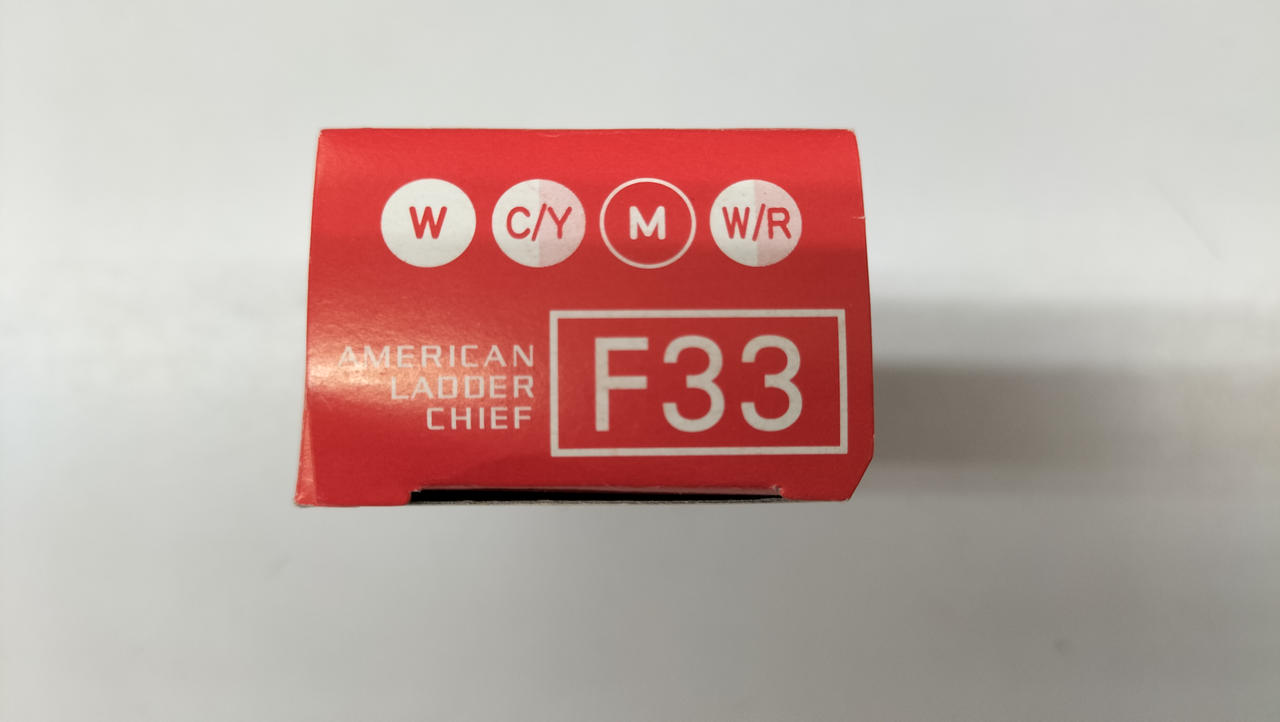 W C/Y M W/R
AMERICAN
LADDER
CHIEF
F33